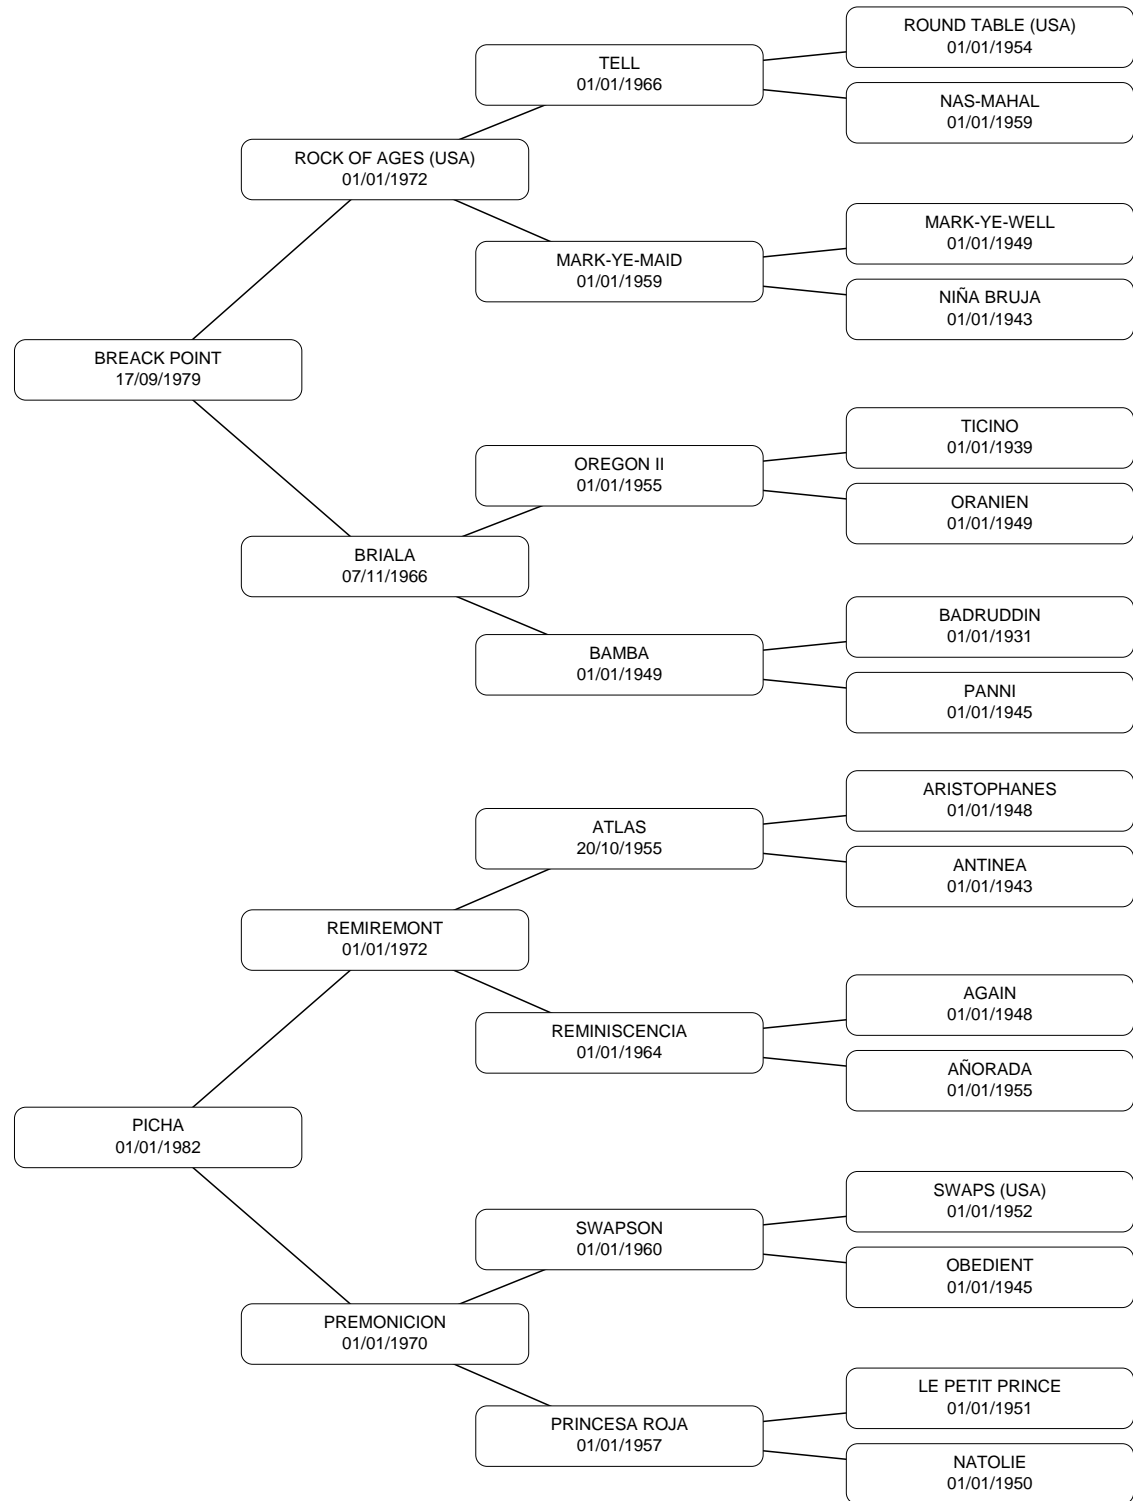 ROUND TABLE (USA)
01/01/1954
TELL
01/01/1966
NAS-MAHAL
01/01/1959
ROCK OF AGES (USA)
01/01/1972
MARK-YE-WELL
01/01/1949
MARK-YE-MAID
01/01/1959
NIÑA BRUJA
01/01/1943
BREACK POINT
17/09/1979
TICINO
01/01/1939
OREGON II
01/01/1955
ORANIEN
01/01/1949
BRIALA
07/11/1966
BADRUDDIN
01/01/1931
BAMBA
01/01/1949
PANNI
01/01/1945
ARISTOPHANES
01/01/1948
ATLAS
20/10/1955
ANTINEA
01/01/1943
REMIREMONT
01/01/1972
AGAIN
01/01/1948
REMINISCENCIA
01/01/1964
AÑORADA
01/01/1955
PICHA
01/01/1982
SWAPS (USA)
01/01/1952
SWAPSON
01/01/1960
OBEDIENT
01/01/1945
PREMONICION
01/01/1970
LE PETIT PRINCE
01/01/1951
PRINCESA ROJA
01/01/1957
NATOLIE
01/01/1950